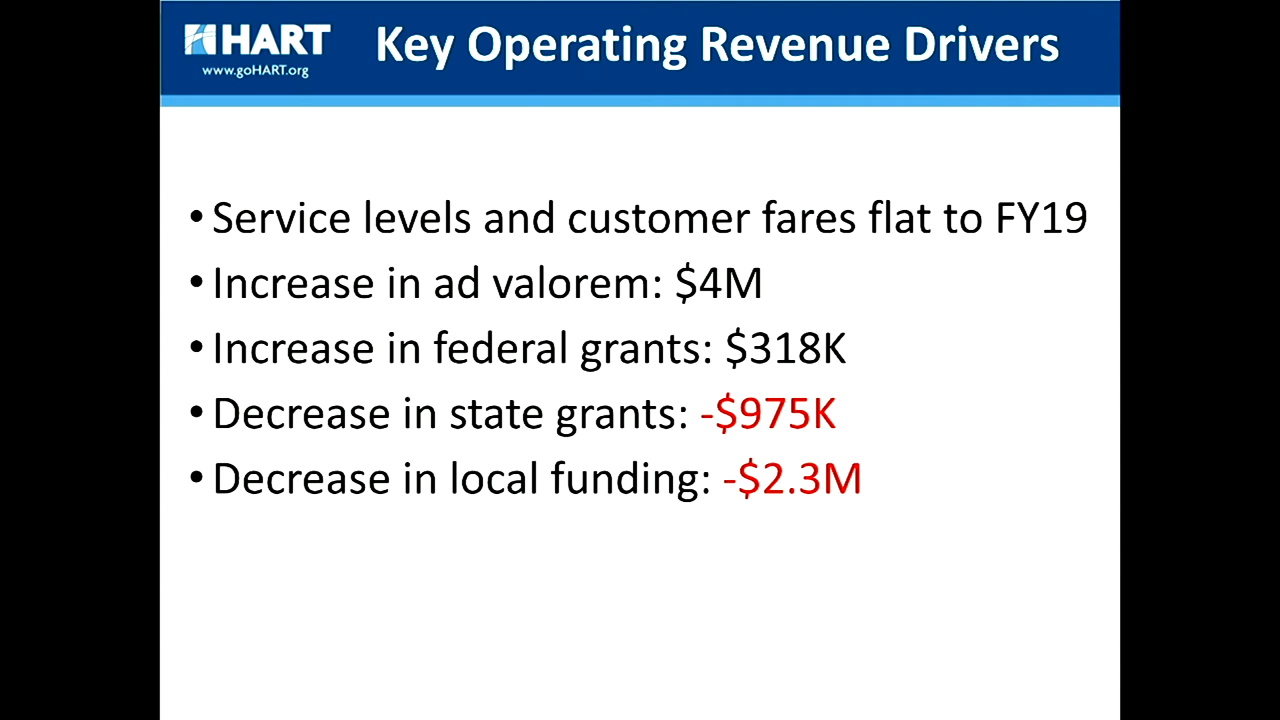 HART
www.goHART.org
Key Operating Revenue Drivers
• Service levels and customer fares flat to FY19
• Increase in ad valorem: $4M
• Increase in federal grants: $318K
• Decrease in state grants: -$975K
• Decrease in local funding: -$2.3M